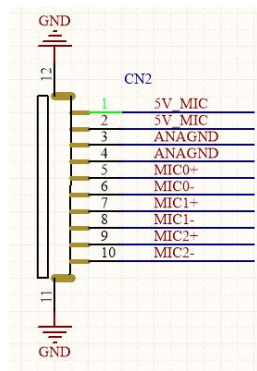 GND
12
CN2
1 5V_MIC
2 5V_MIC
3 ANAGND
4 ANAGND
5 MIC0+
6 MIC0-
7 MIC1+
8 MIC1-
9 MIC2+
10 MIC2-
11
GND